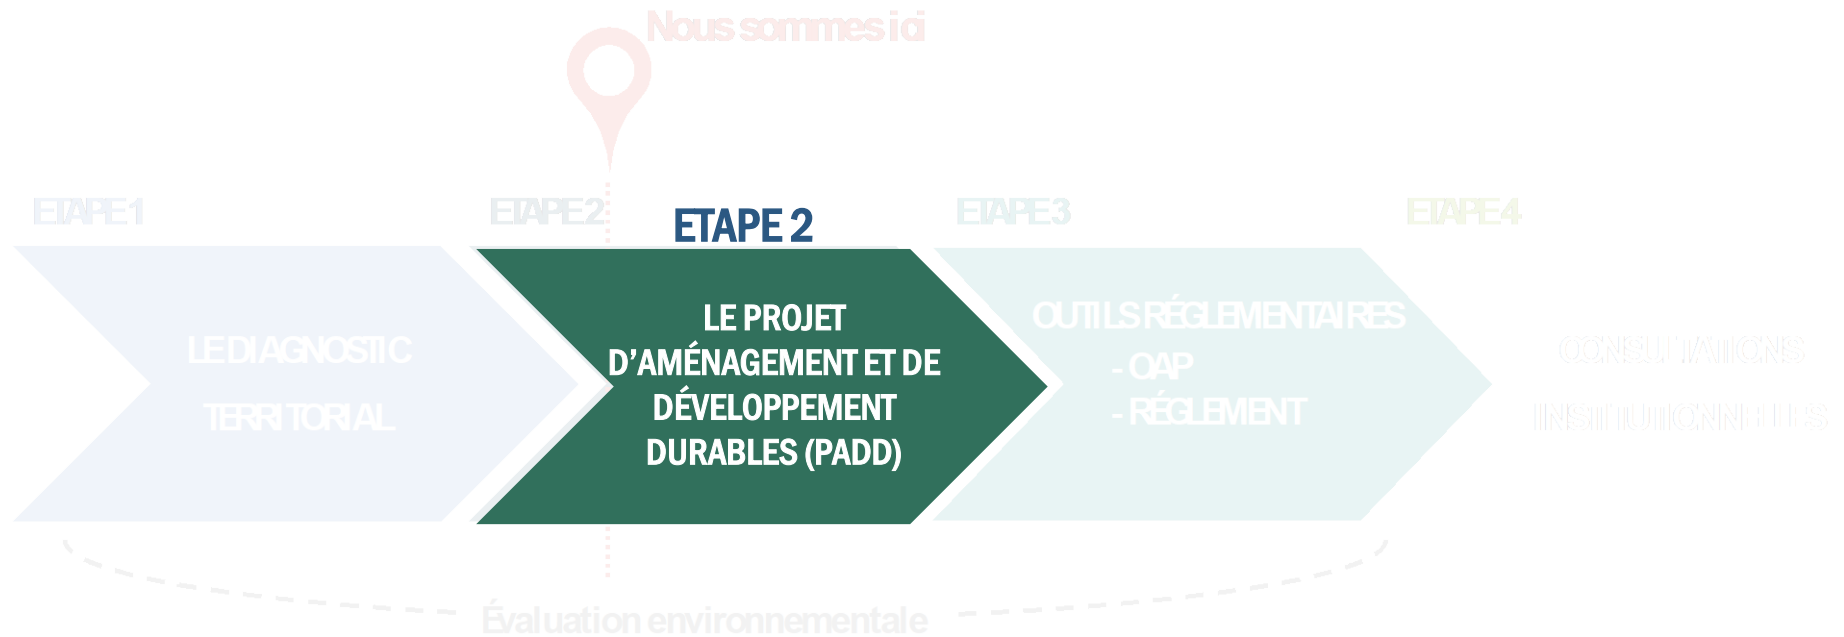 Nous sommes ici
ETAPE 1
ETAPE 2
ETAPE 2
ETAPE 3
ETAPE 4
LE DIAGNOSTIC
TERRITORIAL
LE PROJET
D’AMÉNAGEMENT ET DE
DÉVELOPPEMENT
DURABLES (PADD)
OUTILS RÉGLEMENTAIRES
- OAP
- RÉGLEMENT
CONSULTATIONS
INSTITUTIONNELLES
Évaluation environnementale